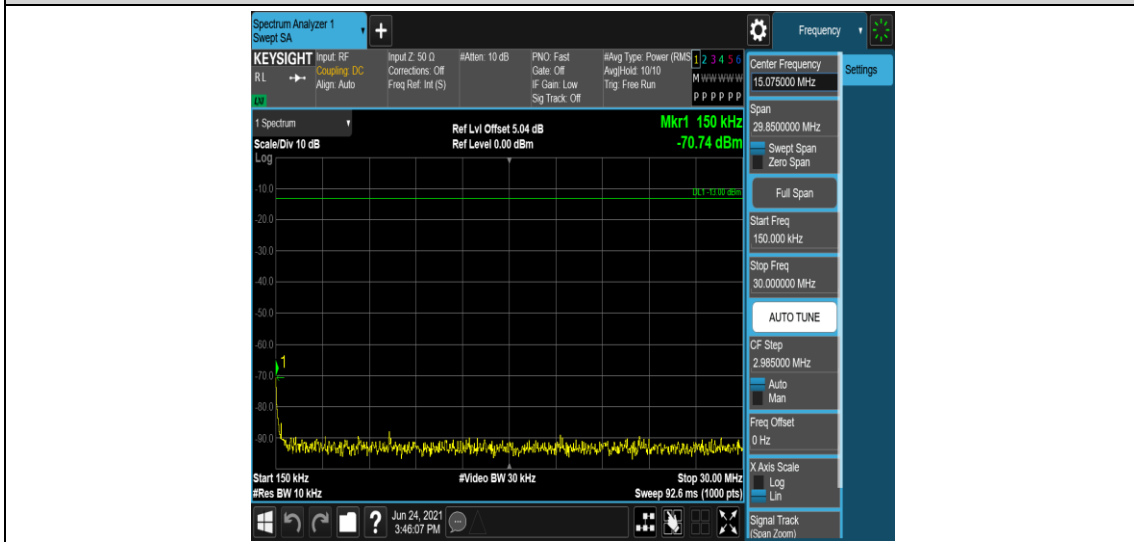 Spectrum Analyzer 1
Swept SA
+
Frequency
KEYSIGHT
RL
Input: RF
Coupling: DC
Align: Auto
Input Z: 50 Ω
Corrections: Off
Freq Ref: Int (S)
#Atten: 10 dB
PNO: Fast
Gate: Off
IF Gain: Low
Sig Track: Off
#Avg Type: Power (RMS
Avg|Hold: 10/10
Trig: Free Run
1 2 3 4 5 6
M W W W W W
P P P P P P
1 Spectrum
Scale/Div 10 dB
Log
Ref Lvl Offset 5.04 dB
Ref Level 0.00 dBm
Mkr1 150 kHz
-70.74 dBm
DL1 -13.00 dBm
-10.0
-20.0
-30.0
-40.0
-50.0
-60.0
1
-70.0
-80.0
-90.0
Start 150 kHz
#Res BW 10 kHz
#Video BW 30 kHz
Stop 30.00 MHz
Sweep 92.6 ms (1000 pts)
?
Jun 24, 2021
3:46:07 PM
Center Frequency
15.075000 MHz
Settings
Span
29.8500000 MHz
Swept Span
Zero Span
Full Span
Start Freq
150.000 kHz
Stop Freq
30.000000 MHz
AUTO TUNE
CF Step
2.985000 MHz
Auto
Man
Freq Offset
0 Hz
X Axis Scale
Log
Lin
Signal Track
(Span Zoom)